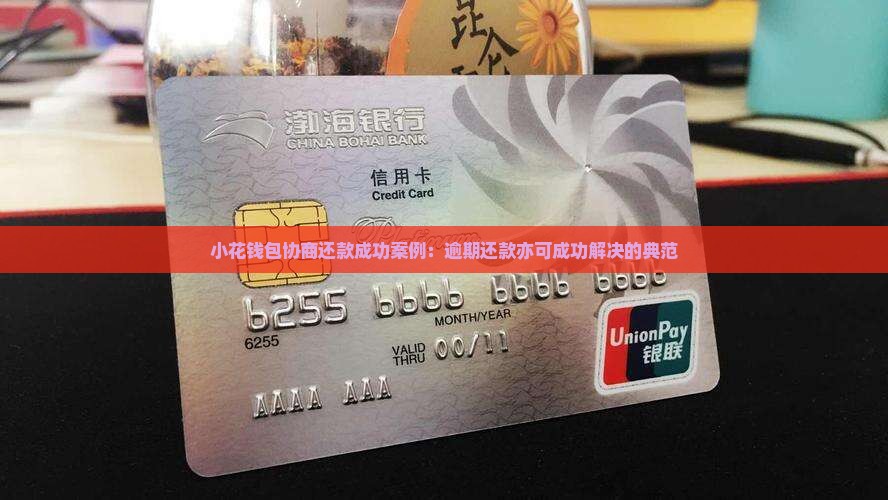 昆仑
渤海银行
CHINA BOHAI BANK
信用卡
Credit Card
小花钱包协商还款成功案例：逾期还款亦可成功解决的典范
6255 6666 6666 6666
6255
MONTH/YEAR
VALID THRU 00/11
AAAA AAA
UnionPay
银联